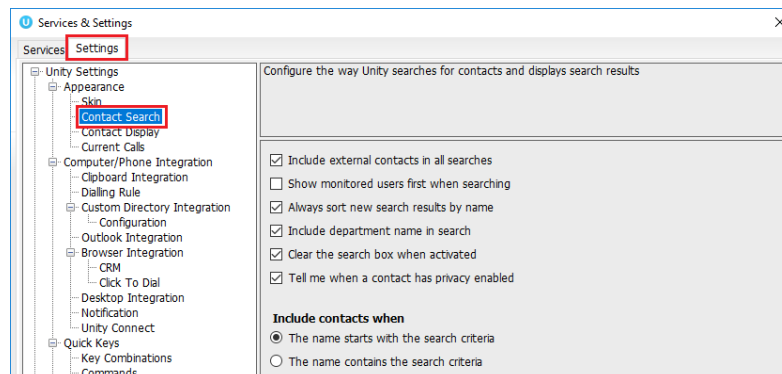 Services & Settings
Services
Settings
Unity Settings
Appearance
Skin
Contact Search
Contact Display
Current Calls
Computer/Phone Integration
Clipboard Integration
Dialling Rule
Custom Directory Integration
Configuration
Outlook Integration
Browser Integration
CRM
Click To Dial
Desktop Integration
Notification
Unity Connect
Quick Keys
Key Combinations
Commands
Configure the way Unity searches for contacts and displays search results
Include external contacts in all searches
Show monitored users first when searching
Always sort new search results by name
Include department name in search
Clear the search box when activated
Tell me when a contact has privacy enabled
Include contacts when
The name starts with the search criteria
The name contains the search criteria